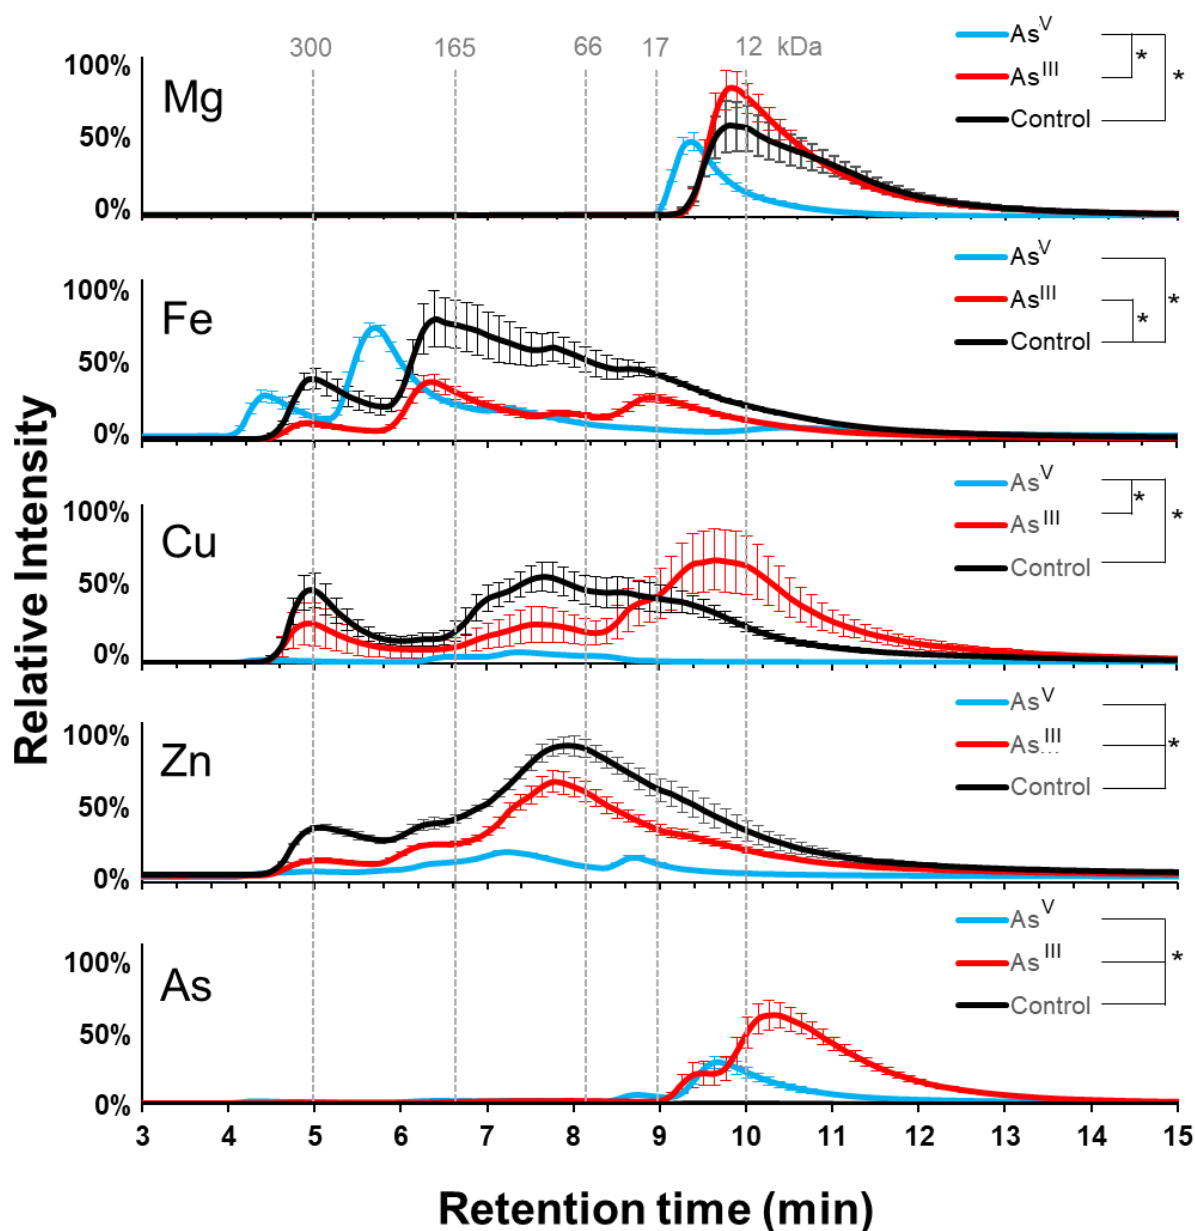 300 165 66 17 12 kDa
Mg
100%
50%
0%
As^V
As^III
Control
*
*
Fe
100%
50%
0%
As^V
As^III
Control
*
*
Cu
100%
50%
0%
As^V
As^III
Control
*
*
Zn
100%
50%
0%
As^V
As^III
Control
*
As
100%
50%
0%
As^V
As^III
Control
*
Relative Intensity
3 4 5 6 7 8 9 10 11 12 13 14 15
Retention time (min)